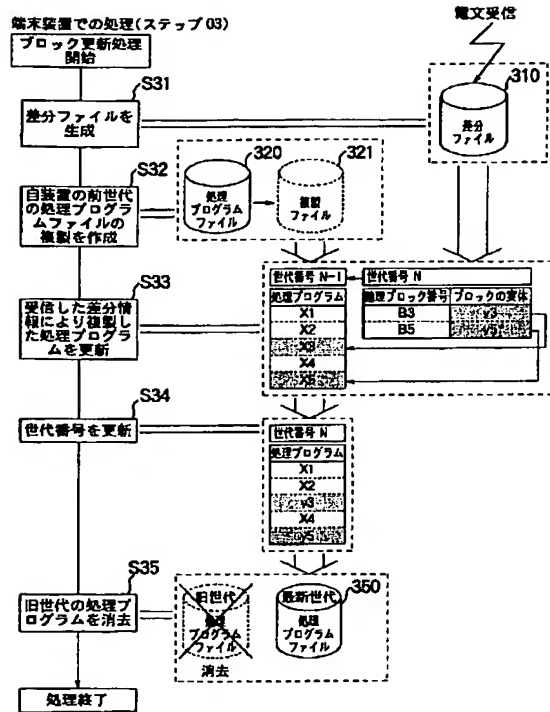 端末装置での処理(ステップ03)
電文受信
ブロック更新処理
開始
S31
310
差分ファイルを
生成
差分
ファイル
S32
320
321
自装置の前世代
の処理プログラ
ムファイルの
複製を作成
処理
プログラム
ファイル
複製
ファイル
S33
世代番号 N-1
世代番号 N
受信した差分情
報により複製し
た処理プログラ
ムを更新
処理プログラム
X1
X2
X3
X4
X5
論理ブロック番号
ブロックの実体
B3
y3
B5
y5
S34
世代番号を更新
世代番号 N
処理プログラム
X1
X2
y3
X4
y5
S35
350
旧世代の処理プ
ログラムを消去
旧世代
処理
プログラム
ファイル
消去
最新世代
処理
プログラム
ファイル
処理終了